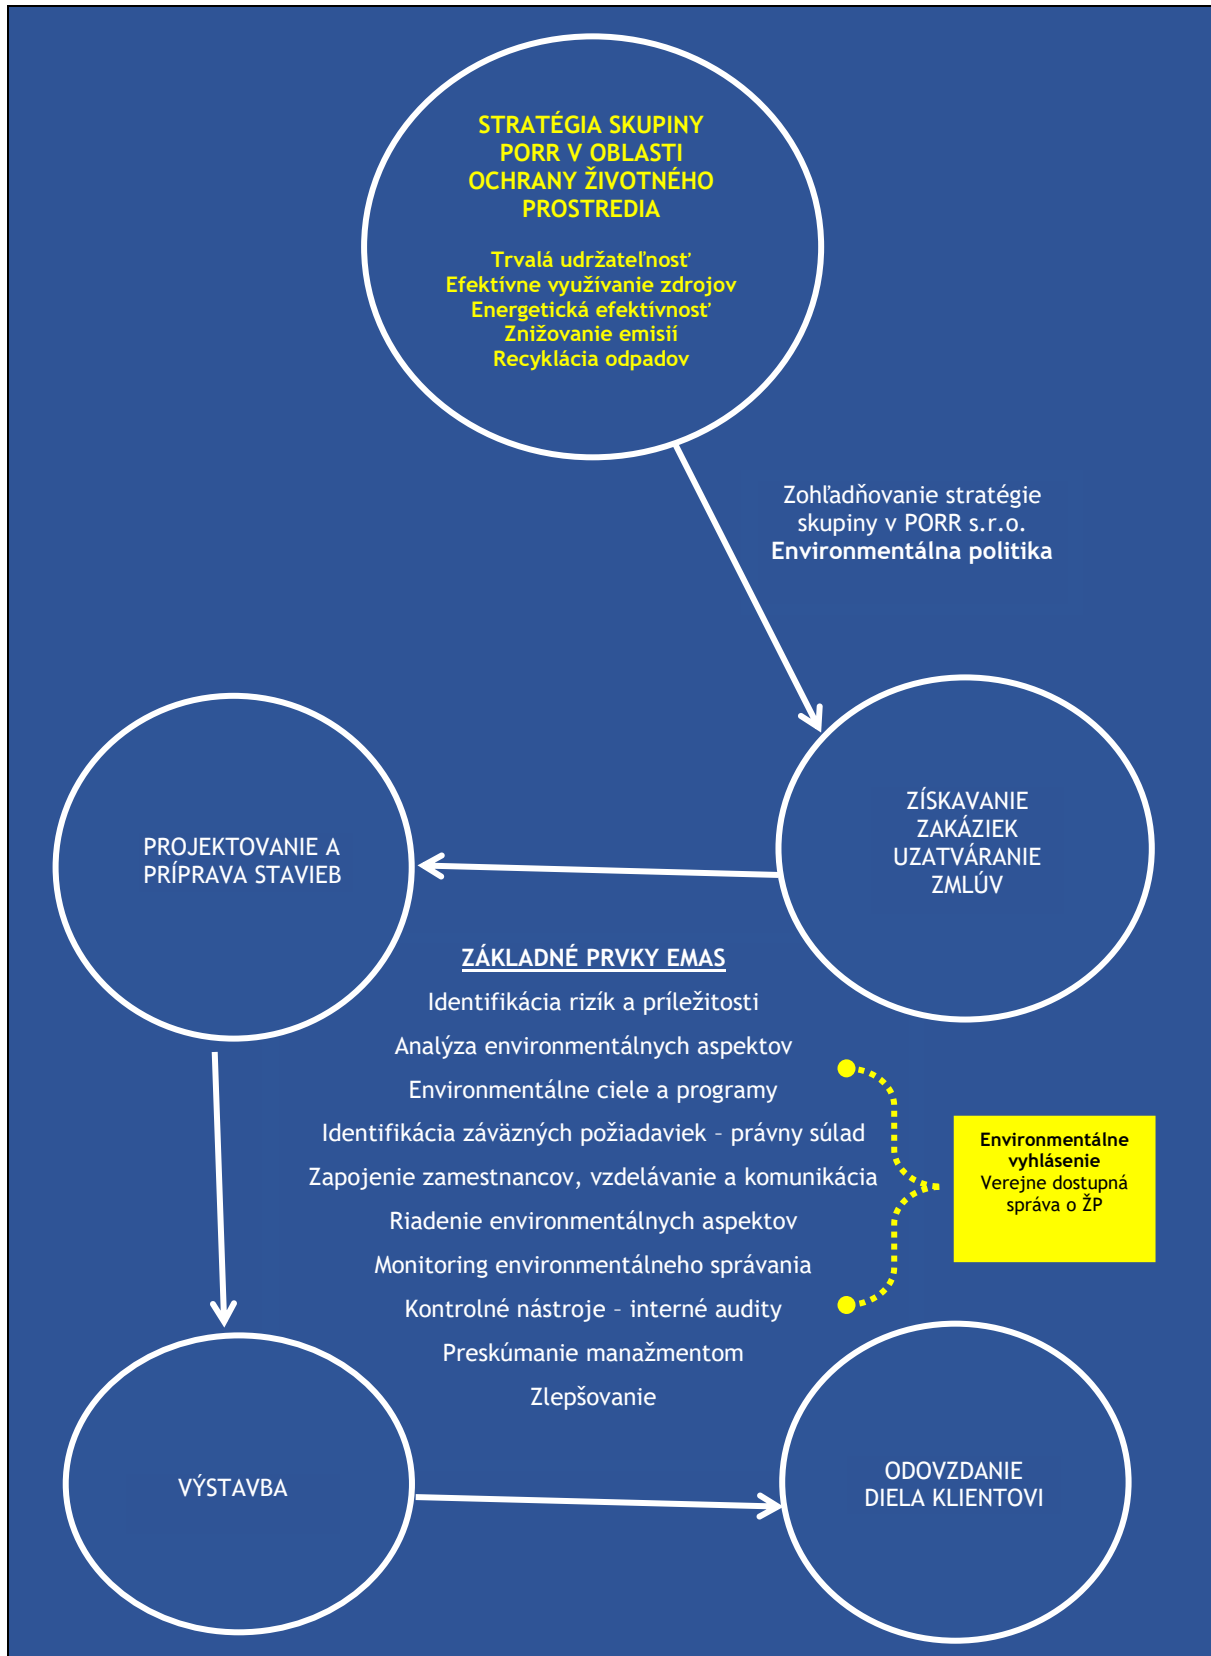 STRATÉGIA SKUPINY
PORR V OBLASTI
OCHRANY ŽIVOTNÉHO
PROSTREDIA
Trvalá udržateľnosť
Efektívne využívanie zdrojov
Energetická efektívnosť
Znižovanie emisií
Recyklácia odpadov
Zohľadňovanie stratégie
skupiny v PORR s.r.o.
Environmentálna politika
ZÍSKAVANIE
ZAKÁZIEK
UZATVÁRANIE
ZMLÚV
PROJEKTOVANIE A
PRÍPRAVA STAVIEB
ZÁKLADNÉ PRVKY EMAS
Identifikácia rizík a príležitosti
Analýza environmentálnych aspektov
Environmentálne ciele a programy
Identifikácia záväzných požiadaviek – právny súlad
Zapojenie zamestnancov, vzdelávanie a komunikácia
Riadenie environmentálnych aspektov
Monitoring environmentálneho správania
Kontrolné nástroje – interné audity
Preskúmanie manažmentom
Zlepšovanie
Environmentálne
vyhlásenie
Verejne dostupná
správa o ŽP
VÝSTAVBA
ODOVZDANIE
DIELA KLIENTOVI